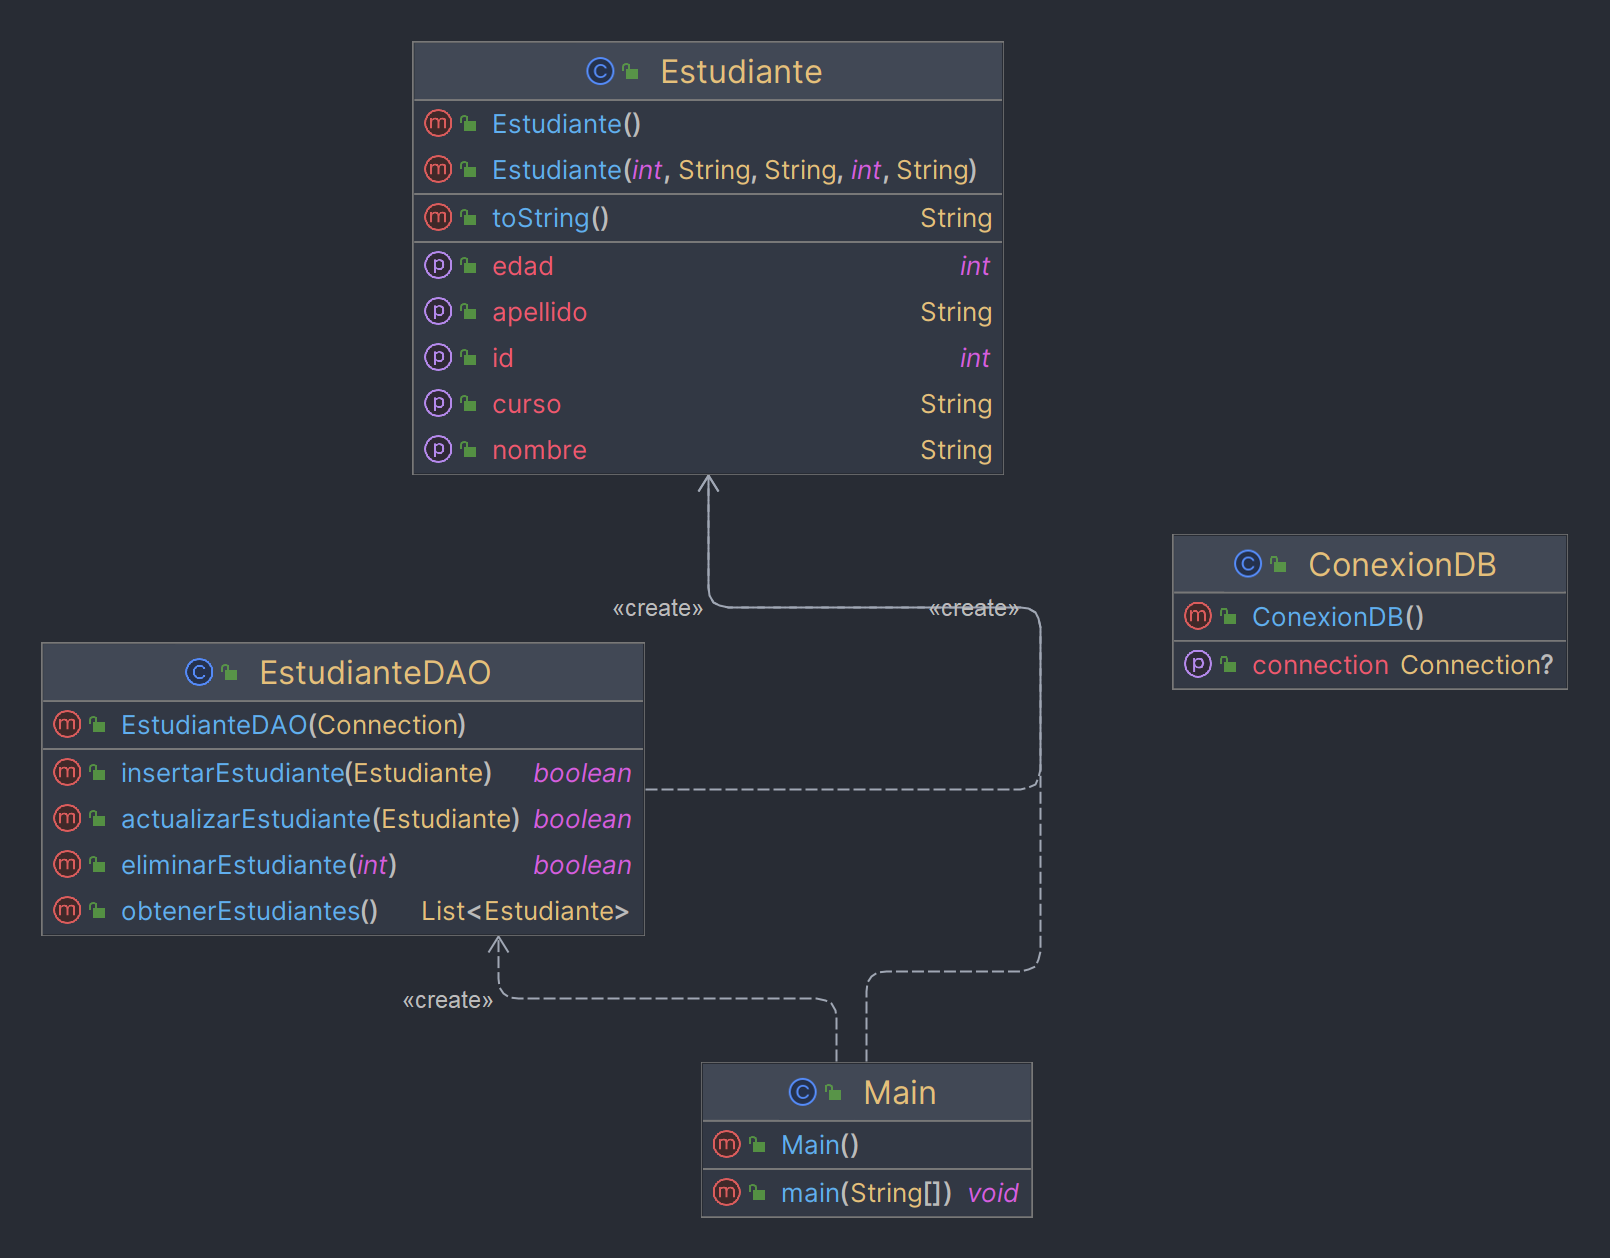 Estudiante
Estudiante()
Estudiante(int, String, String, int, String)
toString() String
edad int
apellido String
id int
curso String
nombre String
«create» «create»
ConexionDB
ConexionDB()
connection Connection?
EstudianteDAO
EstudianteDAO(Connection)
insertarEstudiante(Estudiante) boolean
actualizarEstudiante(Estudiante) boolean
eliminarEstudiante(int) boolean
obtenerEstudiantes() List<Estudiante>
«create»
Main
Main()
main(String[]) void